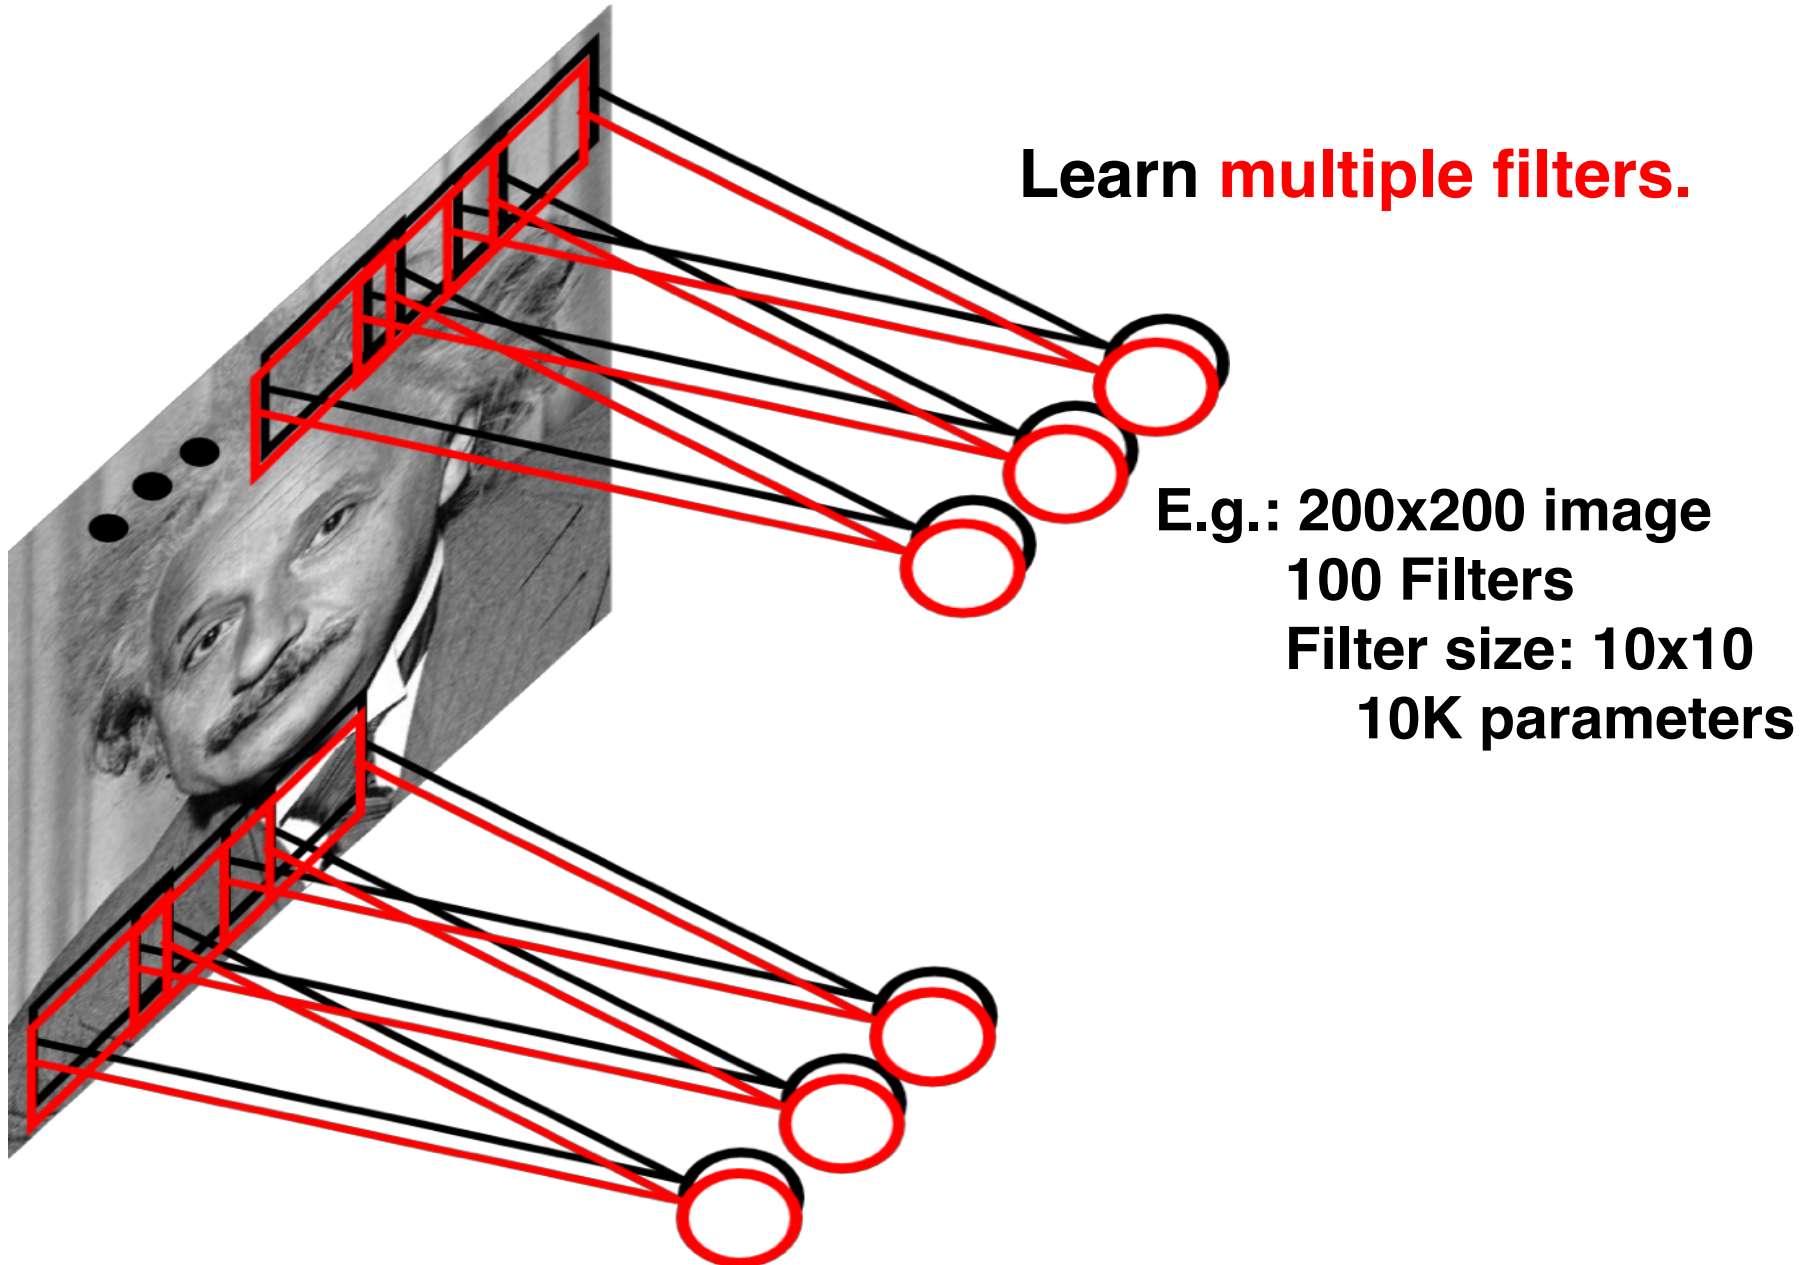 Learn multiple filters.
E.g.: 200x200 image
100 Filters
Filter size: 10x10
10K parameters